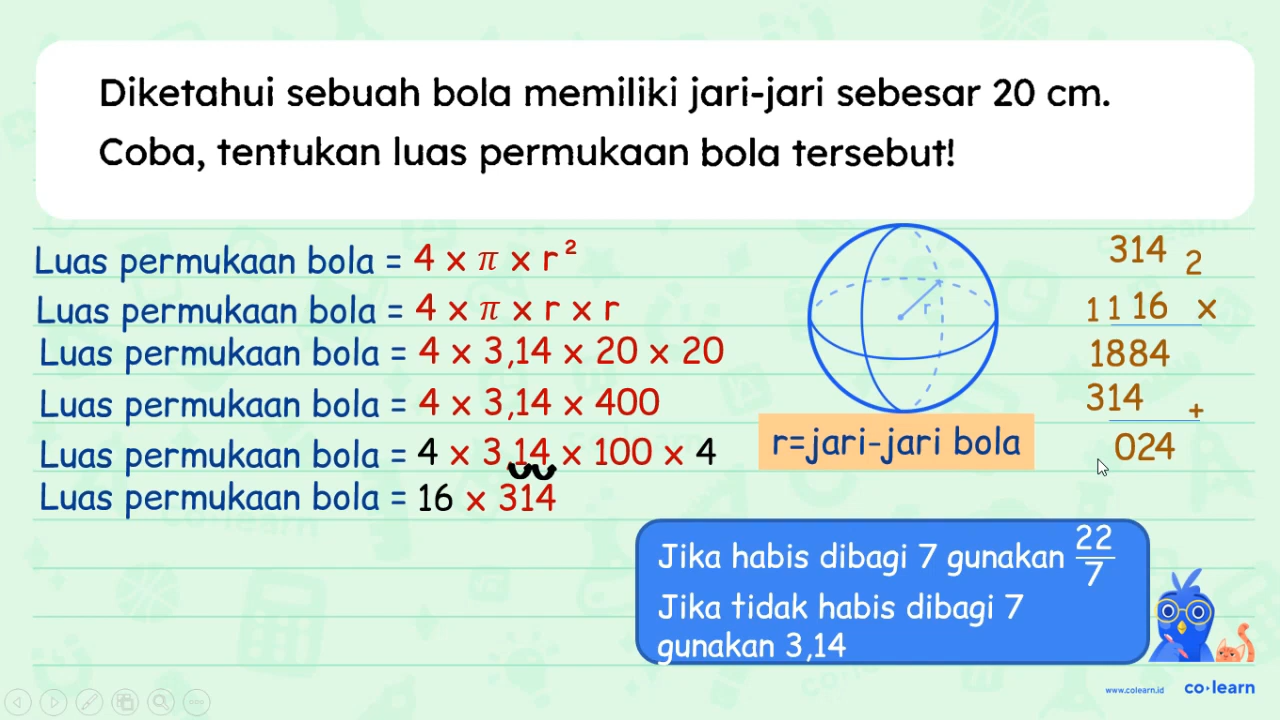 Diketahui sebuah bola memiliki jari-jari sebesar 20 cm.
Coba, tentukan luas permukaan bola tersebut!
Luas permukaan bola = 4 x π x r²
Luas permukaan bola = 4 x π x r x r
Luas permukaan bola = 4 x 3,14 x 20 x 20
Luas permukaan bola = 4 x 3,14 x 400
Luas permukaan bola = 4 x 3 14 x 100 x 4
Luas permukaan bola = 16 x 314
r
r=jari-jari bola
314 2
1 1 16 x
1884
314 +
024
Jika habis dibagi 7 gunakan 22/7
Jika tidak habis dibagi 7
gunakan 3,14
www.colearn.id co·learn